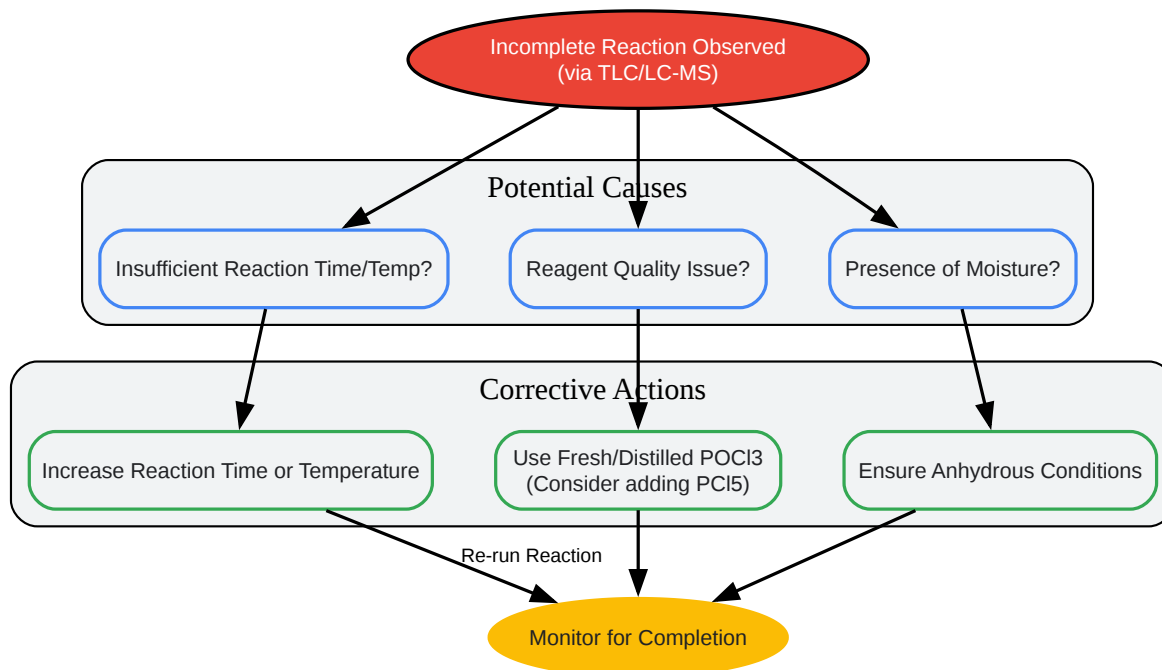 Incomplete Reaction Observed
(via TLC/LC-MS)
Potential Causes
Insufficient Reaction Time/Temp?
Reagent Quality Issue?
Presence of Moisture?
Corrective Actions
Increase Reaction Time or Temperature
Use Fresh/Distilled POCl3
(Consider adding PCl5)
Ensure Anhydrous Conditions
Re-run Reaction
Monitor for Completion